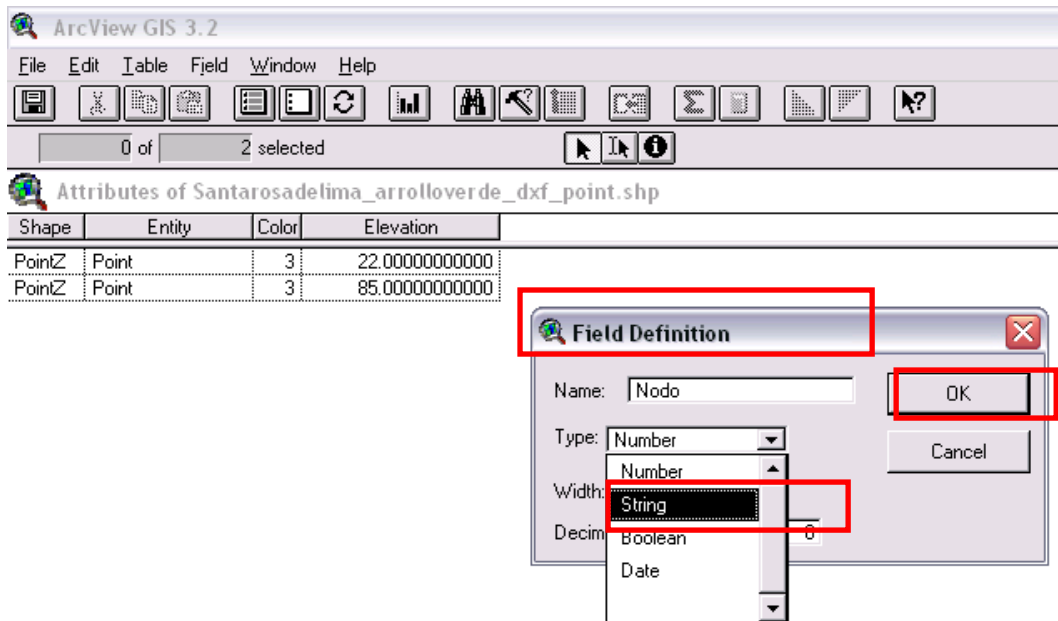 ArcView GIS 3.2
File Edit Table Field Window Help
0 of 2 selected
Attributes of Santarosadelima_arrolloverde_dxf_point.shp
Shape Entity Color Elevation
PointZ Point 3 22.00000000000
PointZ Point 3 85.00000000000
Field Definition
Name: Nodo
OK
Type: Number
Cancel
Number
Width:
String
Decim 0
Boolean
Date